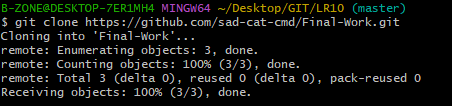 B-ZONE@DESKTOP-7ER1MH4 MINGW64 ~/Desktop/GIT/LR10 (master)
$ git clone https://github.com/sad-cat-cmd/Final-Work.git
Cloning into 'Final-Work'...
remote: Enumerating objects: 3, done.
remote: Counting objects: 100% (3/3), done.
remote: Total 3 (delta 0), reused 0 (delta 0), pack-reused 0
Receiving objects: 100% (3/3), done.